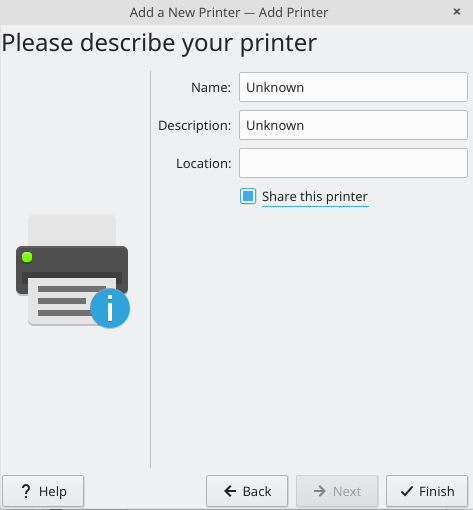 Add a New Printer — Add Printer
Please describe your printer
Name: Unknown
Description: Unknown
Location:
Share this printer
? Help
Back
Next
Finish